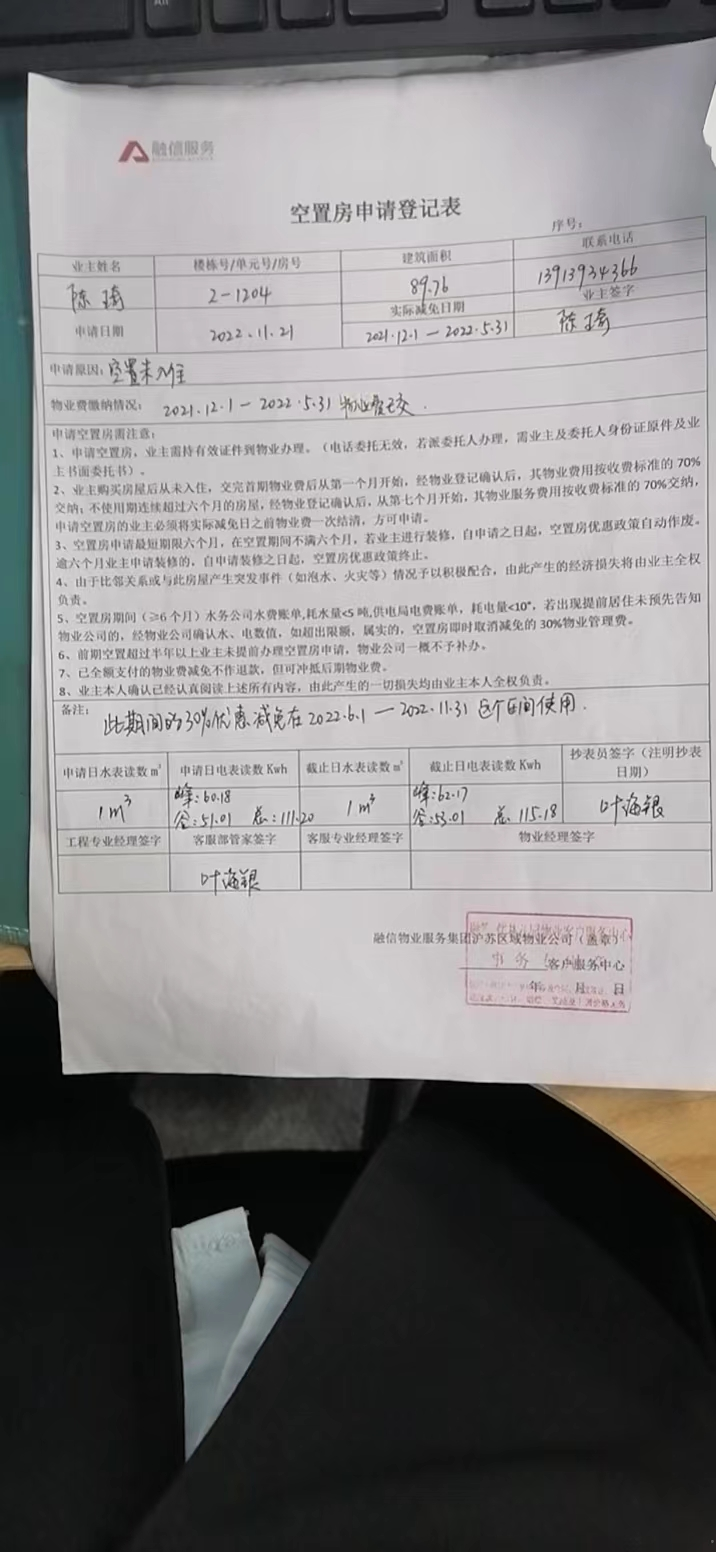 融信服务
空置房申请登记表
序号：
业主姓名 楼栋号/单元号/房号 建筑面积 联系电话
陈琦 2-1204 89.76 13913934366
申请日期 2022.11.21 实际减免日期 业主签字
2021.12.1 — 2022.5.31 陈琦
申请原因：空置未入住
物业费缴纳情况： 2021.12.1 — 2022.5.31 物业费已交.
申请空置房需注意：
1、申请空置房，业主需持有效证件到物业办理。（电话委托无效，若派委托人办理，需业主及委托人身份证原件及业
主书面委托书）。
2、业主购买房屋后从未入住，交完首期物业费后从第一个月开始，经物业登记确认后，其物业费用按收费标准的 70%
交纳；不使用期连续超过六个月的房屋，经物业登记确认后，从第七个月开始，其物业服务费用按收费标准的 70%交纳，
申请空置房的业主必须将实际减免日之前物业费一次结清，方可申请。
3、空置房申请最短期限六个月，在空置期间不满六个月，若业主进行装修，自申请之日起，空置房优惠政策自动作废。
逾六个月业主申请装修的，自申请装修之日起，空置房优惠政策终止。
4、由于比邻关系或与此房屋产生突发事件（如泡水、火灾等）情况予以积极配合，由此产生的经济损失将由业主全权
负责。
5、空置房期间（≥6 个月）水务公司水费账单,耗水量<5 吨,供电局电费账单，耗电量<10°，若出现提前居住未预先告知
物业公司的，经物业公司确认水、电数值，如超出限额，属实的，空置房即时取消减免的 30%物业管理费。
6、前期空置超过半年以上业主未提前办理空置房申请，物业公司一概不予补办。
7、已全额支付的物业费减免不作退款，但可冲抵后期物业费。
8、业主本人确认已经认真阅读上述所有内容，由此产生的一切损失均由业主本人全权负责。
备注： 此期间的30%优惠减免在2022.6.1 — 2022.11.31 这个区间使用.
申请日水表读数 m³ 申请日电表读数 Kwh 截止日水表读数 m³ 截止日电表读数 Kwh 抄表员签字（注明抄表
日期）
1m³ 峰：60.18 1m³ 峰：62.17 叶海银
谷：51.01 总：111.20 谷：53.01 总 115.18
工程专业经理签字 客服部管家签字 客服专业经理签字 物业经理签字
叶海银
融信物业服务集团沪苏区域物业公司（盖章）
客户服务中心
年 月 日